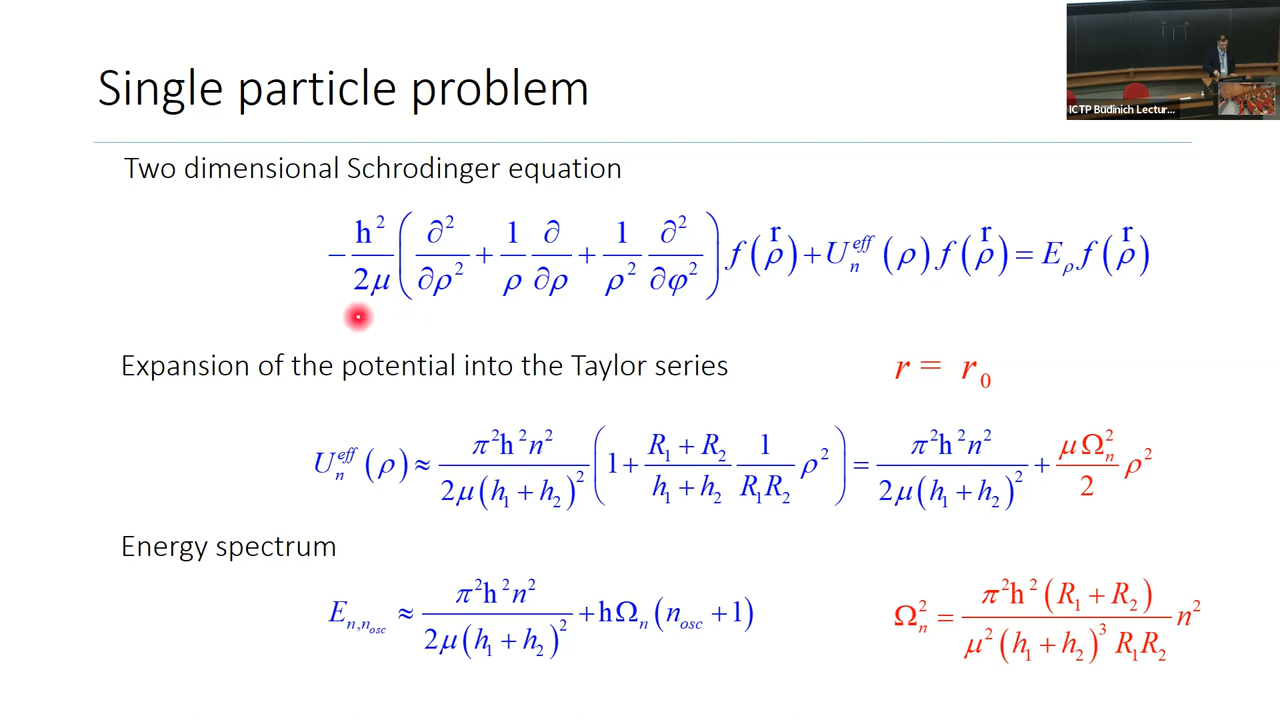 Single particle problem
ICTP Budinich Lectur...
Two dimensional Schrodinger equation
− h² / 2μ ( ∂² / ∂ρ² + 1/ρ ∂/∂ρ + 1/ρ² ∂² / ∂φ² ) f(ρ^r) + U_n^eff (ρ) f(ρ^r) = E_ρ f(ρ^r)
Expansion of the potential into the Taylor series r = r₀
U_n^eff (ρ) ≈ π²h²n² / 2μ(h₁ + h₂)² ( 1 + (R₁ + R₂) / (h₁ + h₂) 1 / R₁R₂ ρ² ) = π²h²n² / 2μ(h₁ + h₂)² + μΩ_n² / 2 ρ²
Energy spectrum
E_{n,n_osc} ≈ π²h²n² / 2μ(h₁ + h₂)² + hΩ_n (n_osc + 1) Ω_n² = π²h² (R₁ + R₂) / μ² (h₁ + h₂)³ R₁R₂ n²